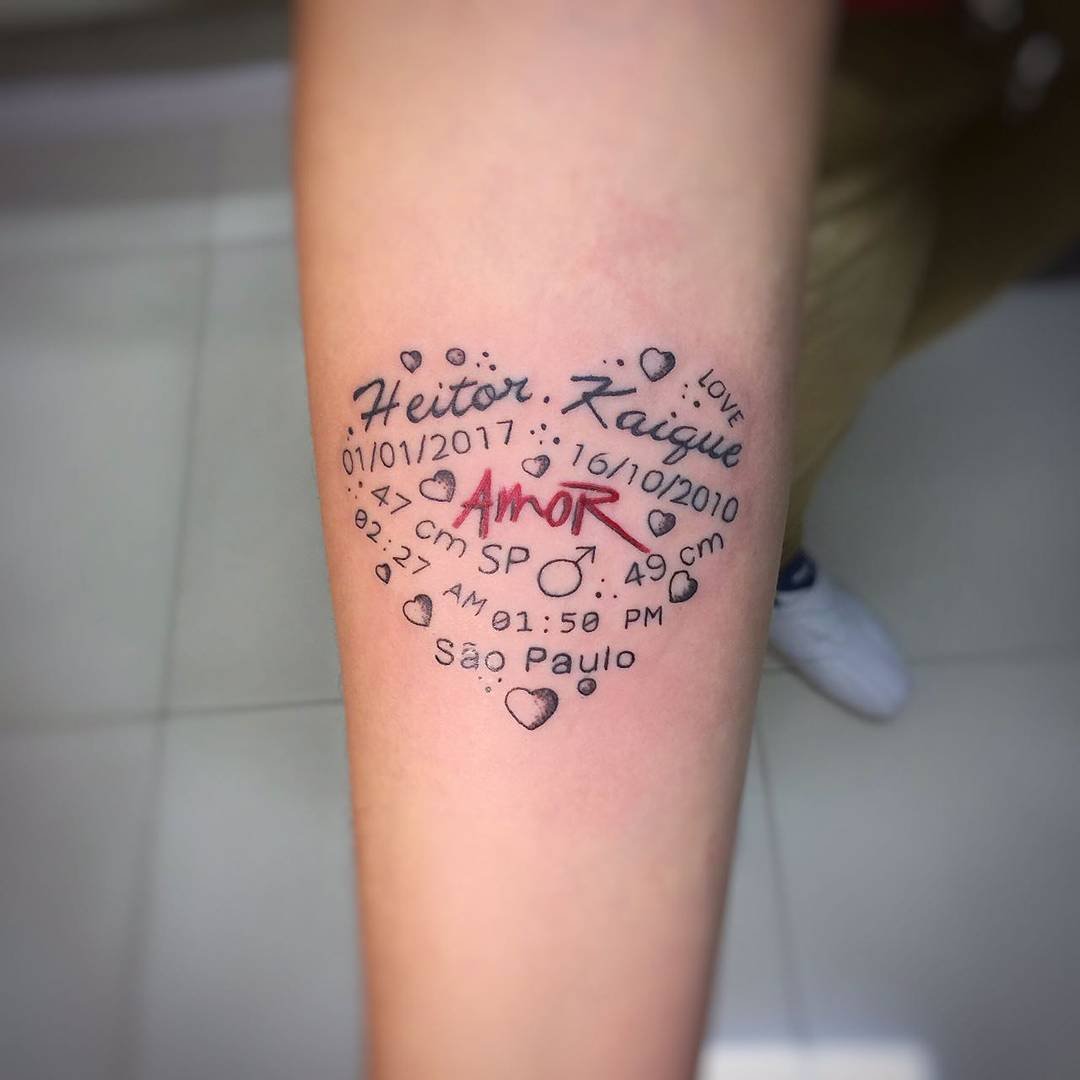 Heitor. Kaique
LOVE
01/01/2017
16/10/2010
AMOR
47 cm
SP
49 cm
02:27 AM
01:50 PM
São Paulo